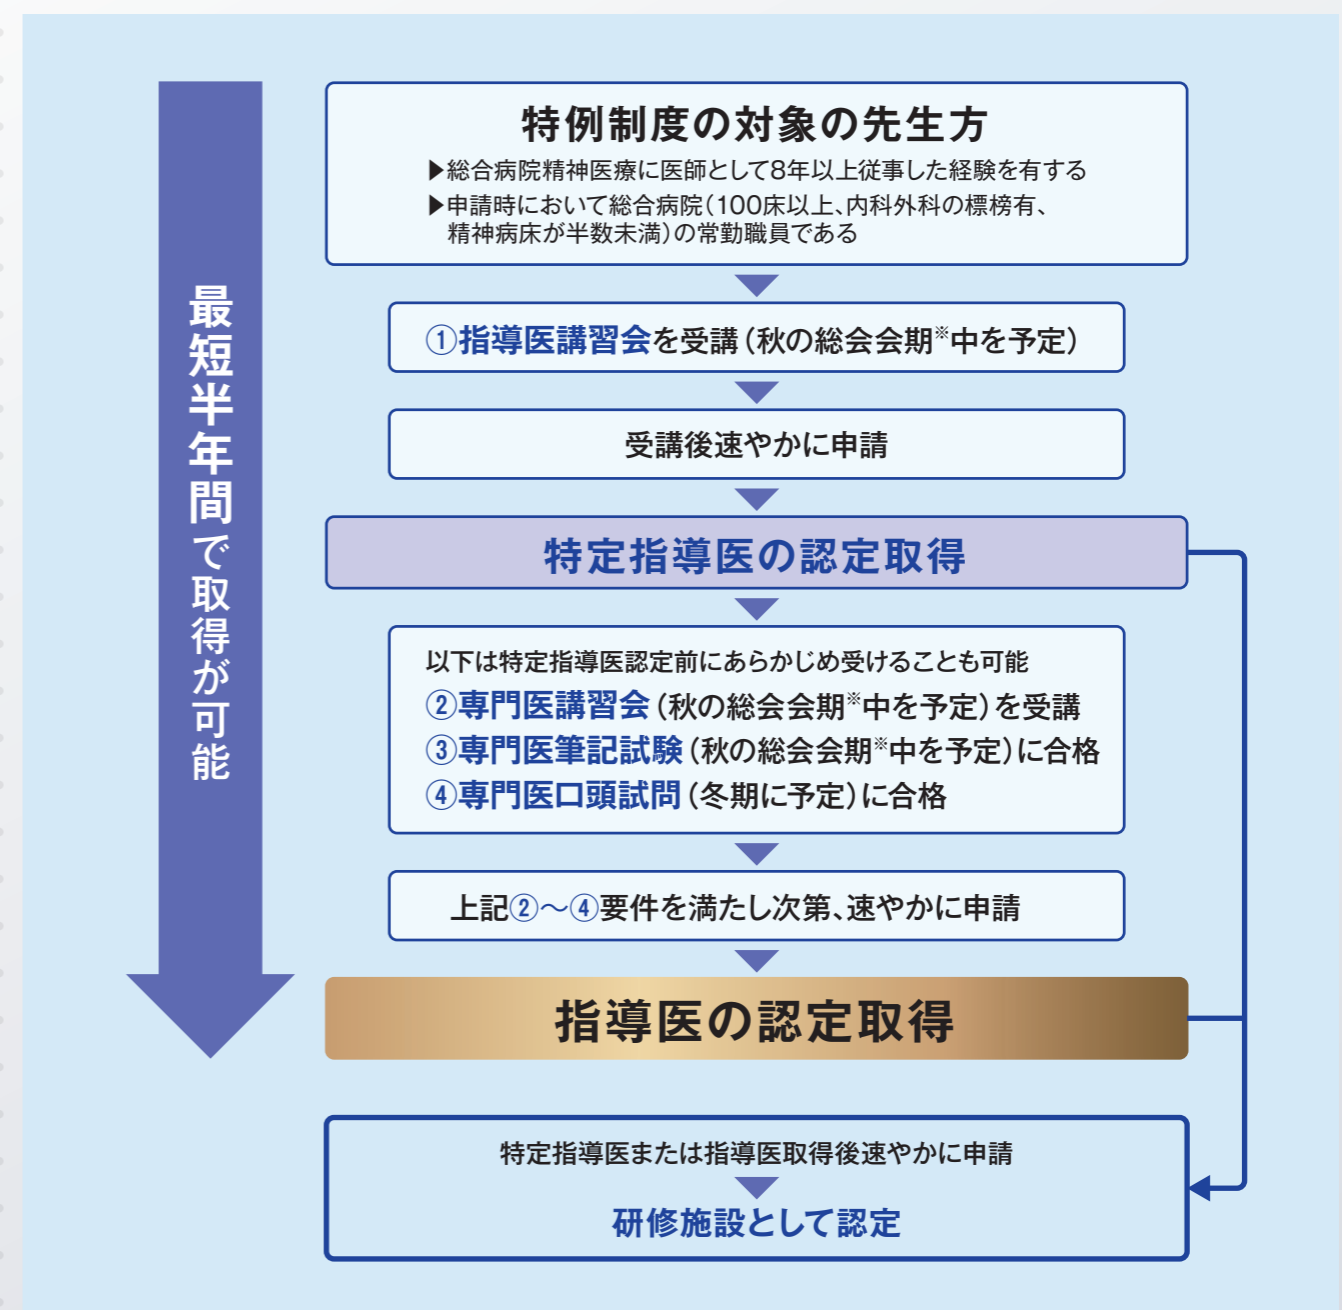 特例制度の対象の先生方
▶総合病院精神医療に医師として8年以上従事した経験を有する
▶申請時において総合病院（100床以上、内科外科の標榜有、
精神病床が半数未満）の常勤職員である
①指導医講習会を受講（秋の総会会期※中を予定）
受講後速やかに申請
特定指導医の認定取得
以下は特定指導医認定前にあらかじめ受けることも可能
②専門医講習会（秋の総会会期※中を予定）を受講
③専門医筆記試験（秋の総会会期※中を予定）に合格
④専門医口頭試問（冬期に予定）に合格
上記②～④要件を満たし次第、速やかに申請
指導医の認定取得
特定指導医または指導医取得後速やかに申請
研修施設として認定
最短半年間で取得が可能